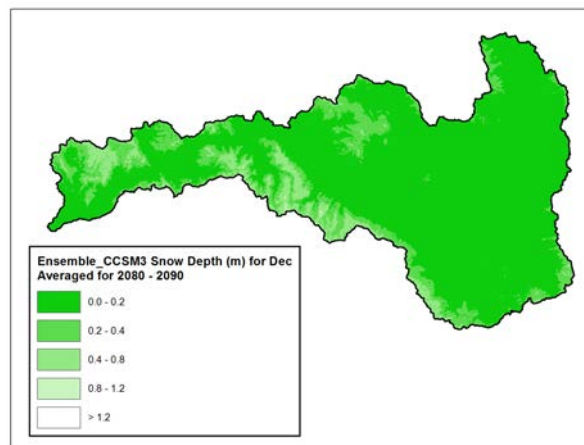 Ensemble_CCSM3 Snow Depth (m) for Dec
Averaged for 2080 - 2090
0.0 - 0.2
0.2 - 0.4
0.4 - 0.8
0.8 - 1.2
> 1.2